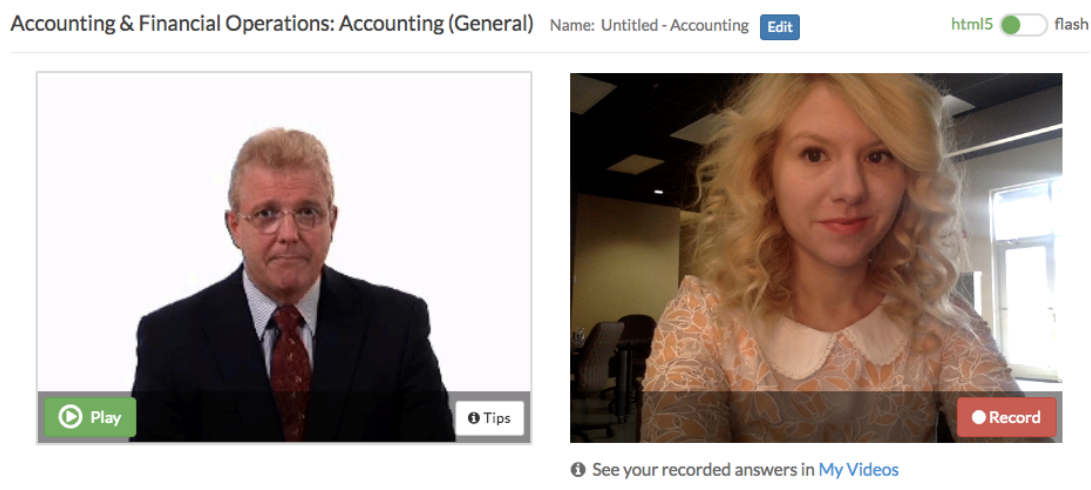 Accounting & Financial Operations: Accounting (General) Name: Untitled - Accounting Edit html5 flash
Play Tips Record
See your recorded answers in My Videos